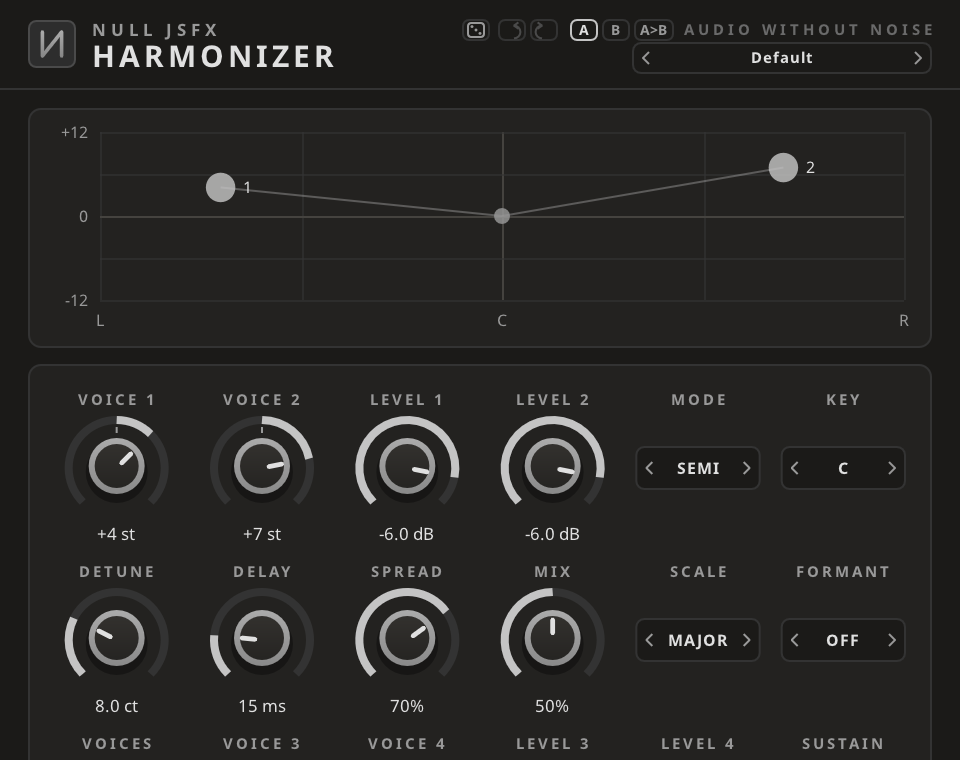 NULL JSFX
HARMONIZER
A B A>B AUDIO WITHOUT NOISE
Default
+12
1
2
0
-12
L C R
VOICE 1 VOICE 2 LEVEL 1 LEVEL 2 MODE KEY
SEMI C
+4 st +7 st -6.0 dB -6.0 dB
DETUNE DELAY SPREAD MIX SCALE FORMANT
MAJOR OFF
8.0 ct 15 ms 70% 50%
VOICES VOICE 3 VOICE 4 LEVEL 3 LEVEL 4 SUSTAIN